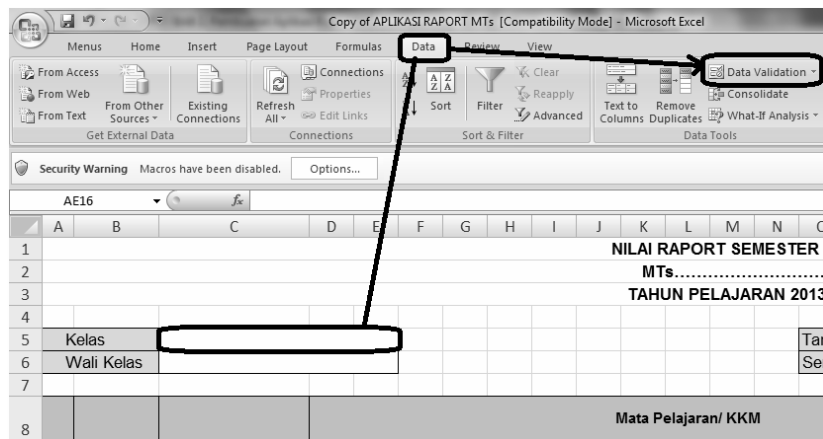 Copy of APLIKASI RAPORT MTs [Compatibility Mode] - Microsoft Excel
Menus Home Insert Page Layout Formulas Data Review View
From Access
From Web
From Text
From Other Sources
Existing Connections
Get External Data
Refresh All
Connections
Properties
Edit Links
Connections
Sort
Filter
Clear
Reapply
Advanced
Sort & Filter
Text to Columns
Remove Duplicates
Data Validation
Consolidate
What-If Analysis
Data Tools
Security Warning Macros have been disabled. Options...
AE16 fx
A B C D E F G H I J K L M N
1 NILAI RAPORT SEMESTER
2 MTs..........................
3 TAHUN PELAJARAN 2013
4
5 Kelas
6 Wali Kelas
7
8 Mata Pelajaran/ KKM